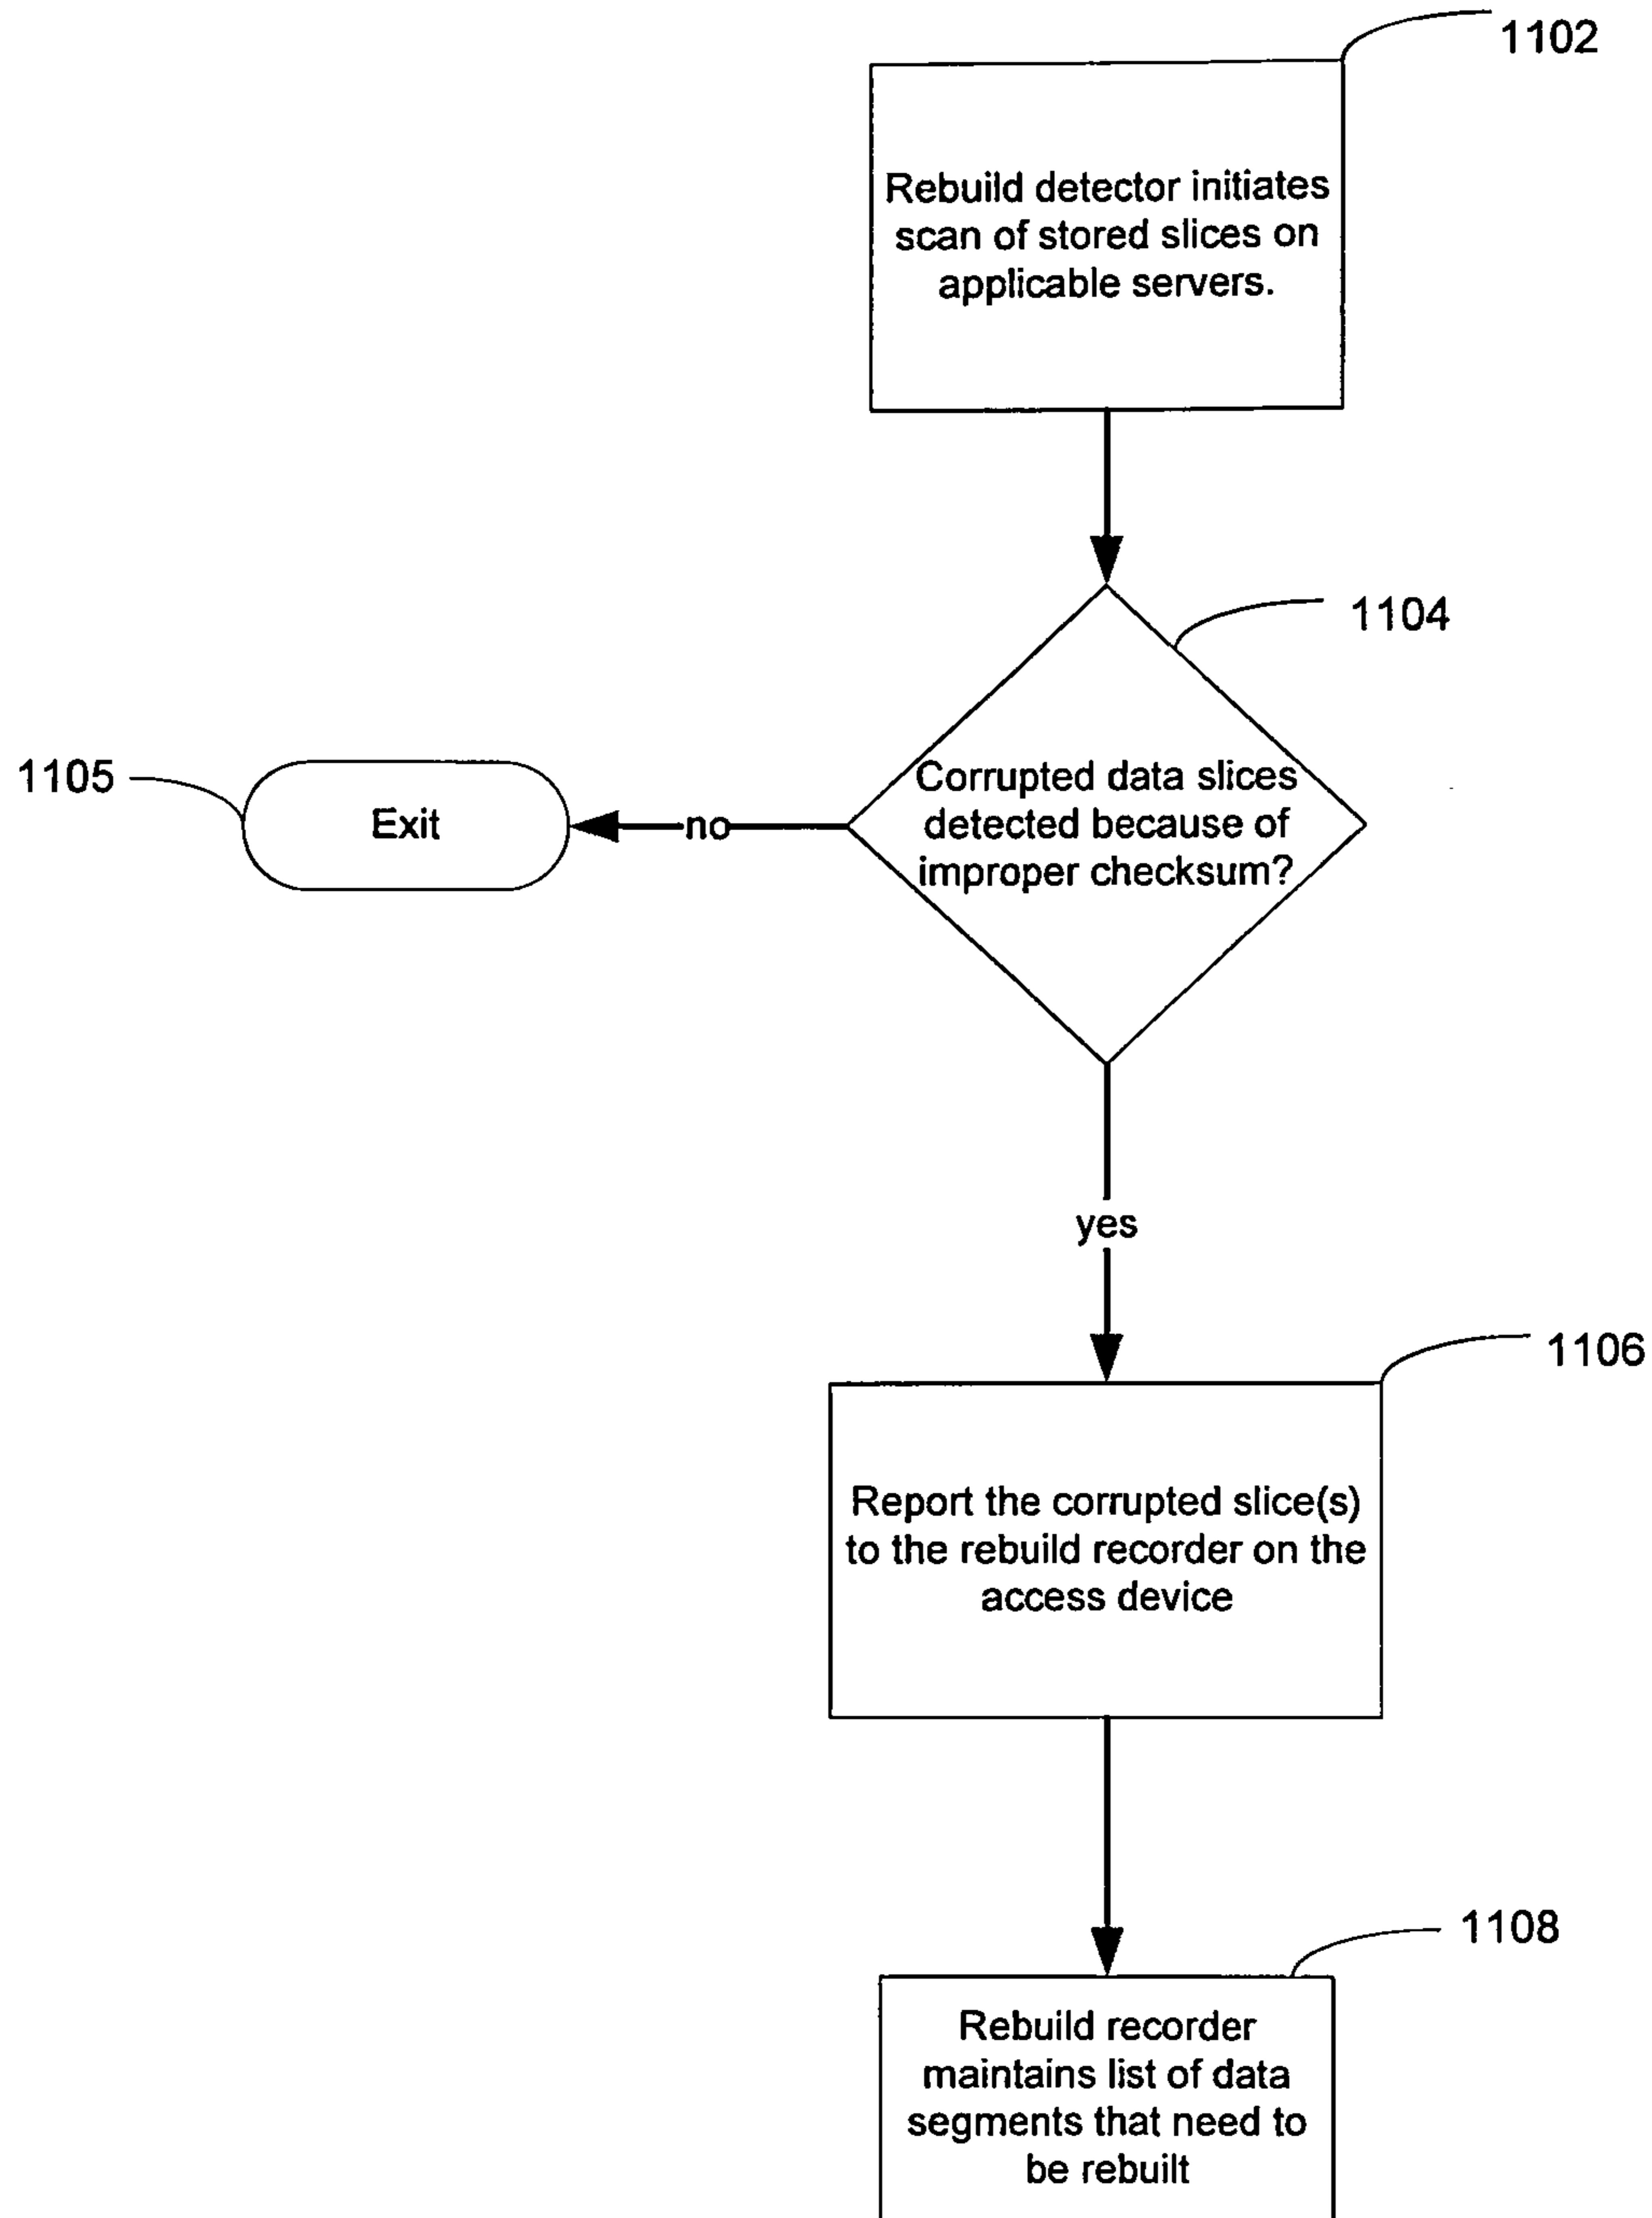 1102
Rebuild detector initiates
scan of stored slices on
applicable servers.
1104
Corrupted data slices
detected because of
improper checksum?
no
1105
Exit
yes
1106
Report the corrupted slice(s)
to the rebuild recorder on the
access device
1108
Rebuild recorder
maintains list of data
segments that need to
be rebuilt